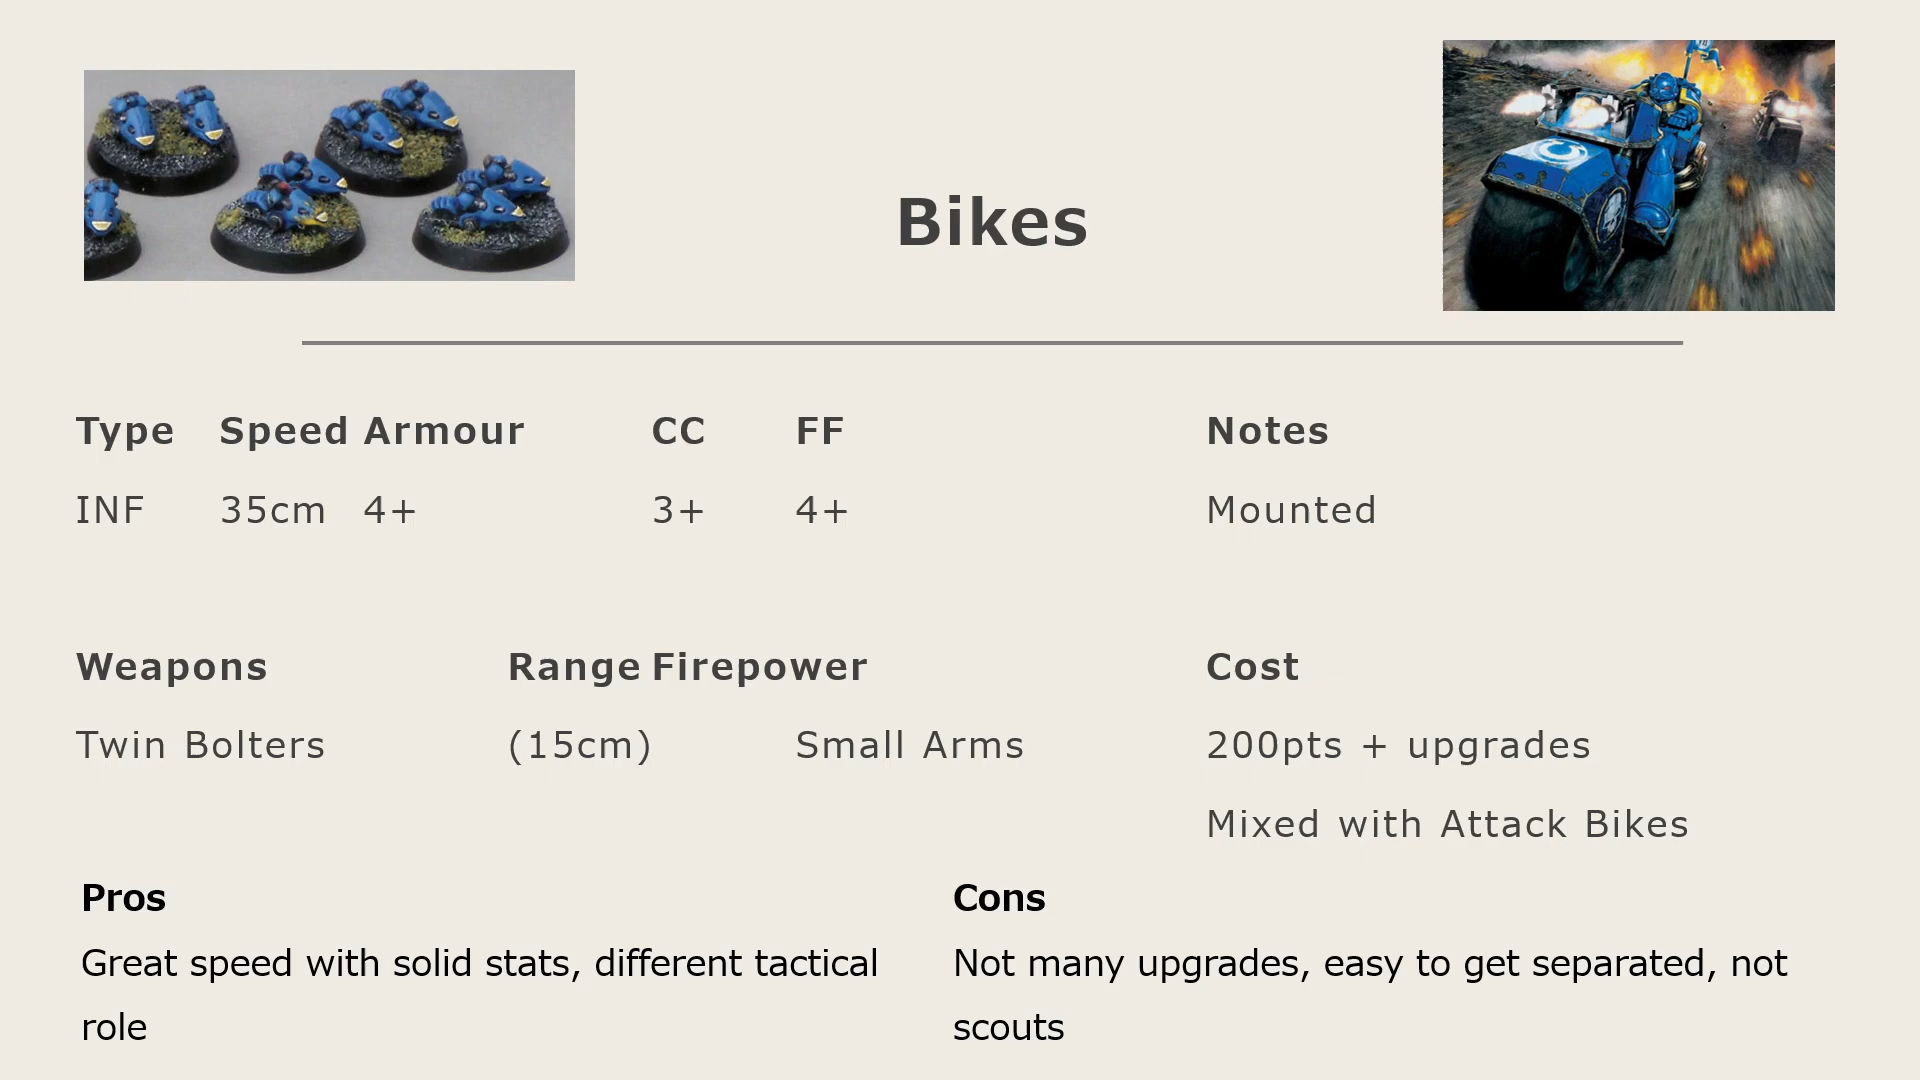 Bikes
Type Speed Armour CC FF Notes
INF 35cm 4+ 3+ 4+ Mounted
Weapons Range Firepower Cost
Twin Bolters (15cm) Small Arms 200pts + upgrades
Mixed with Attack Bikes
Pros
Great speed with solid stats, different tactical
role
Cons
Not many upgrades, easy to get separated, not
scouts